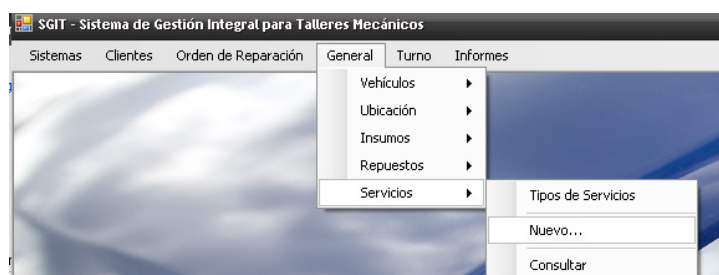 SGIT - Sistema de Gestión Integral para Talleres Mecánicos
Sistemas Clientes Orden de Reparación General Turno Informes
Vehículos
Ubicación
Insumos
Repuestos
Servicios
Tipos de Servicios
Nuevo...
Consultar